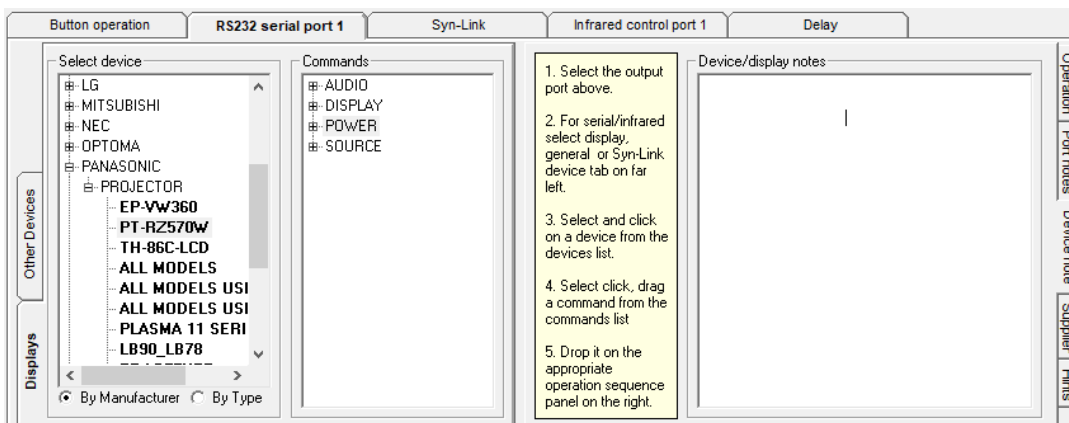 Button operation
RS232 serial port 1
Syn-Link
Infrared control port 1
Delay
Other Devices
Displays
Select device
LG
MITSUBISHI
NEC
OPTOMA
PANASONIC
PROJECTOR
EP-VW360
PT-RZ570W
TH-86C-LCD
ALL MODELS
ALL MODELS USI
ALL MODELS USI
PLASMA 11 SERI
LB90_LB78
By Manufacturer
By Type
Commands
AUDIO
DISPLAY
POWER
SOURCE
1. Select the output
port above.
2. For serial/infrared
select display,
general or Syn-Link
device tab on far
left.
3. Select and click
on a device from the
devices list.
4. Select click, drag
a command from the
commands list
5. Drop it on the
appropriate
operation sequence
panel on the right.
Device/display notes
Operation
Port notes
Device note
Supplier
Hints